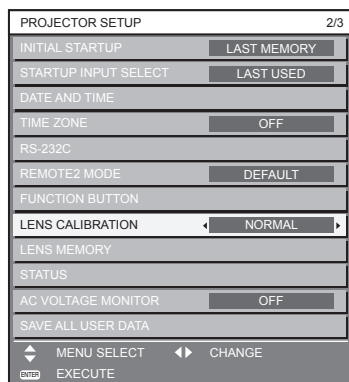 PROJECTOR SETUP 2/3
INITIAL STARTUP LAST MEMORY
STARTUP INPUT SELECT LAST USED
DATE AND TIME
TIME ZONE OFF
RS-232C
REMOTE2 MODE DEFAULT
FUNCTION BUTTON
LENS CALIBRATION NORMAL
LENS MEMORY
STATUS
AC VOLTAGE MONITOR OFF
SAVE ALL USER DATA
MENU SELECT CHANGE
ENTER EXECUTE